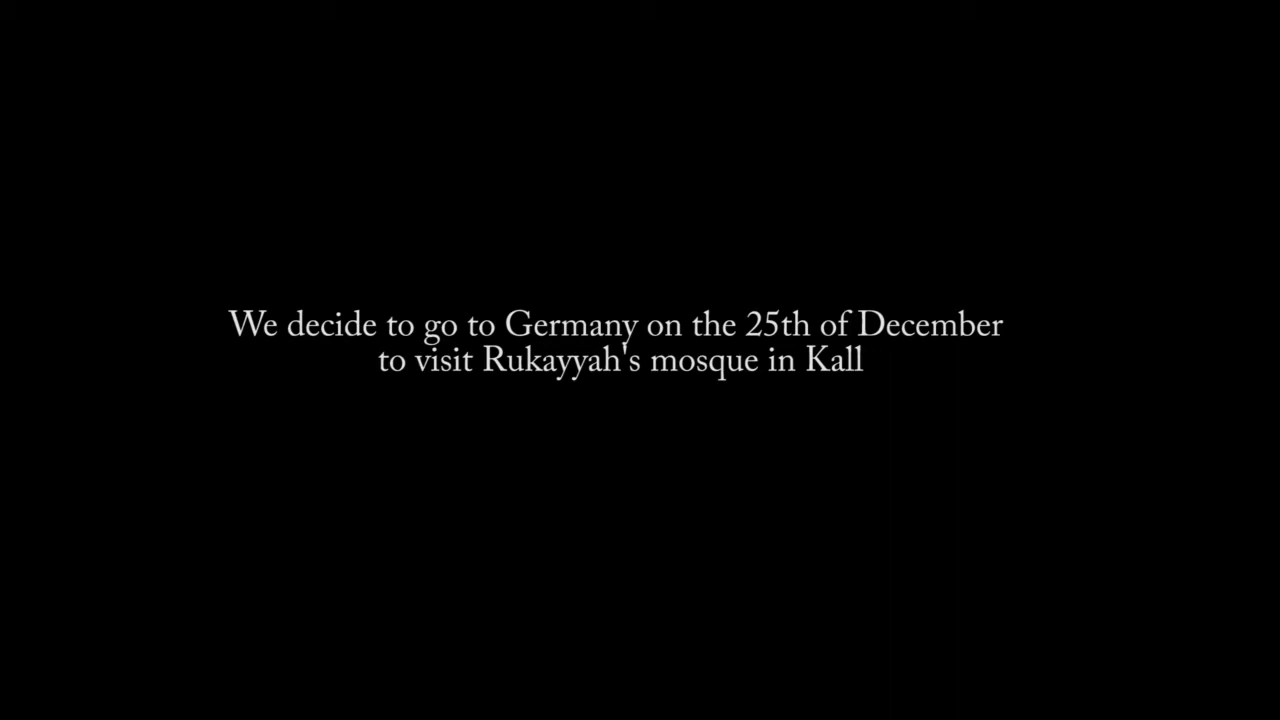 We decide to go to Germany on the 25th of December
to visit Rukayyah's mosque in Kall